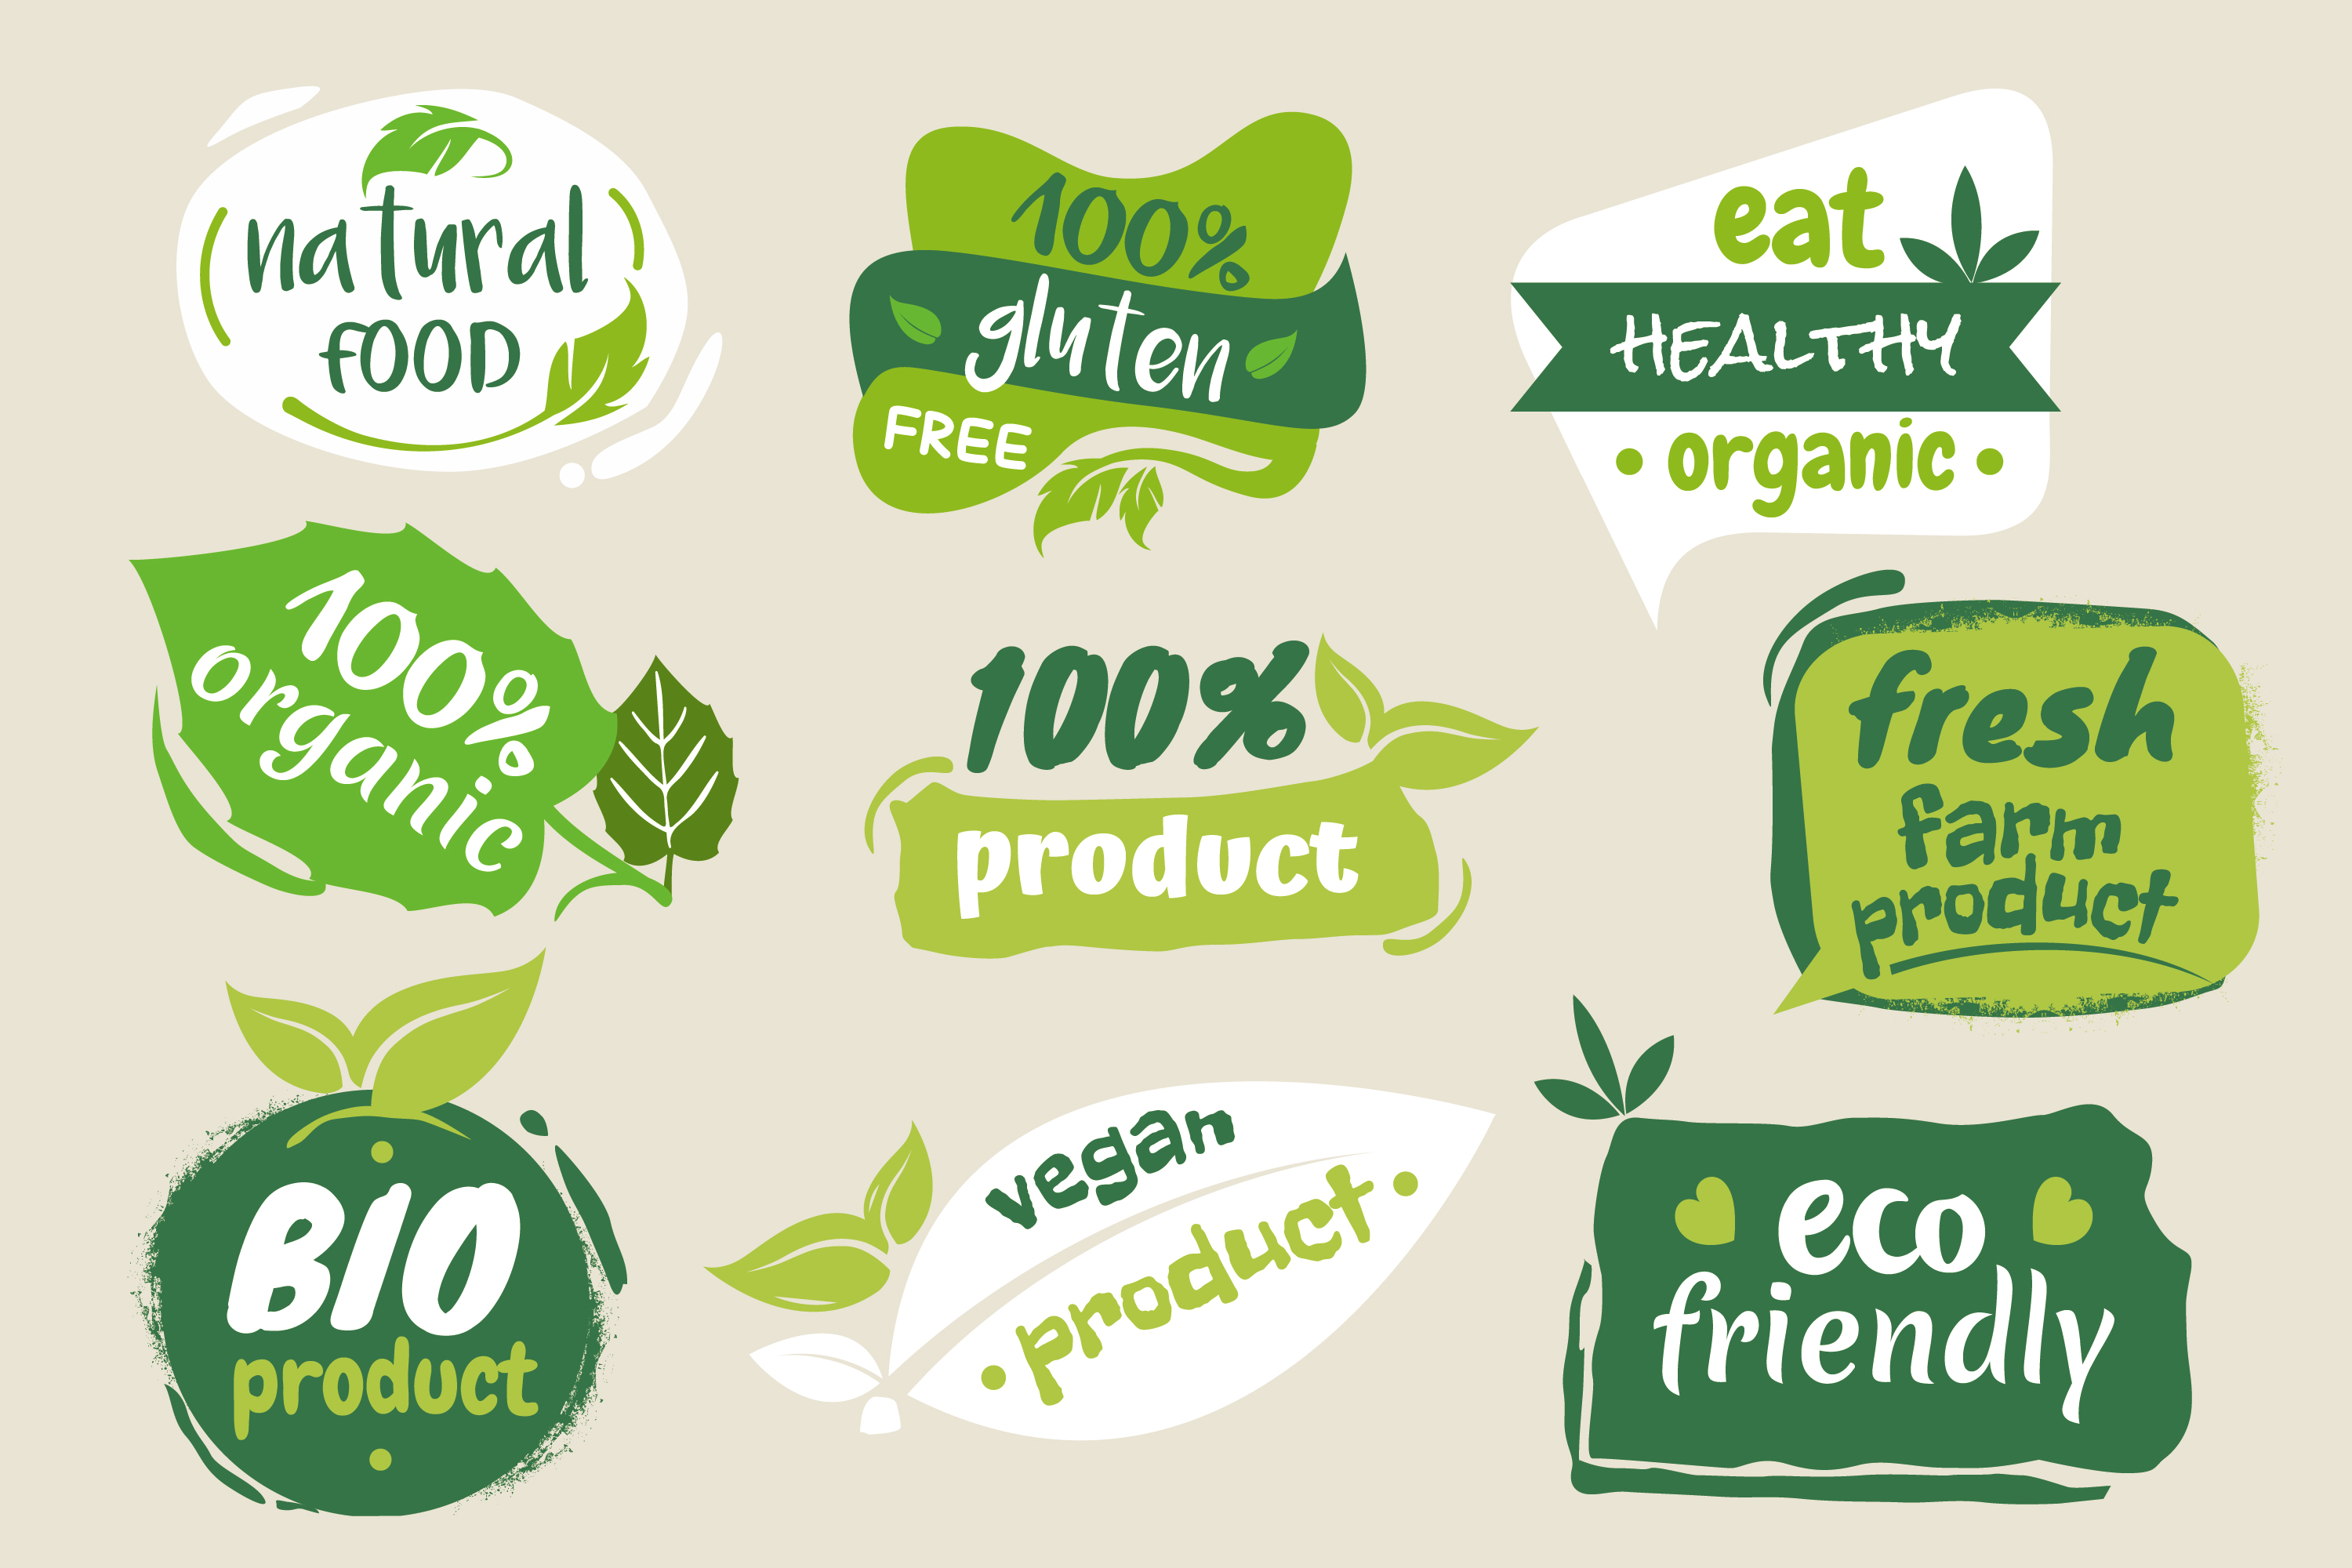 natural
food
100%
gluten
FREE
eat
HEALTHY
organic
100%
organic
100%
product
fresh
farm
product
BIO
product
vegan
product
eco
friendly